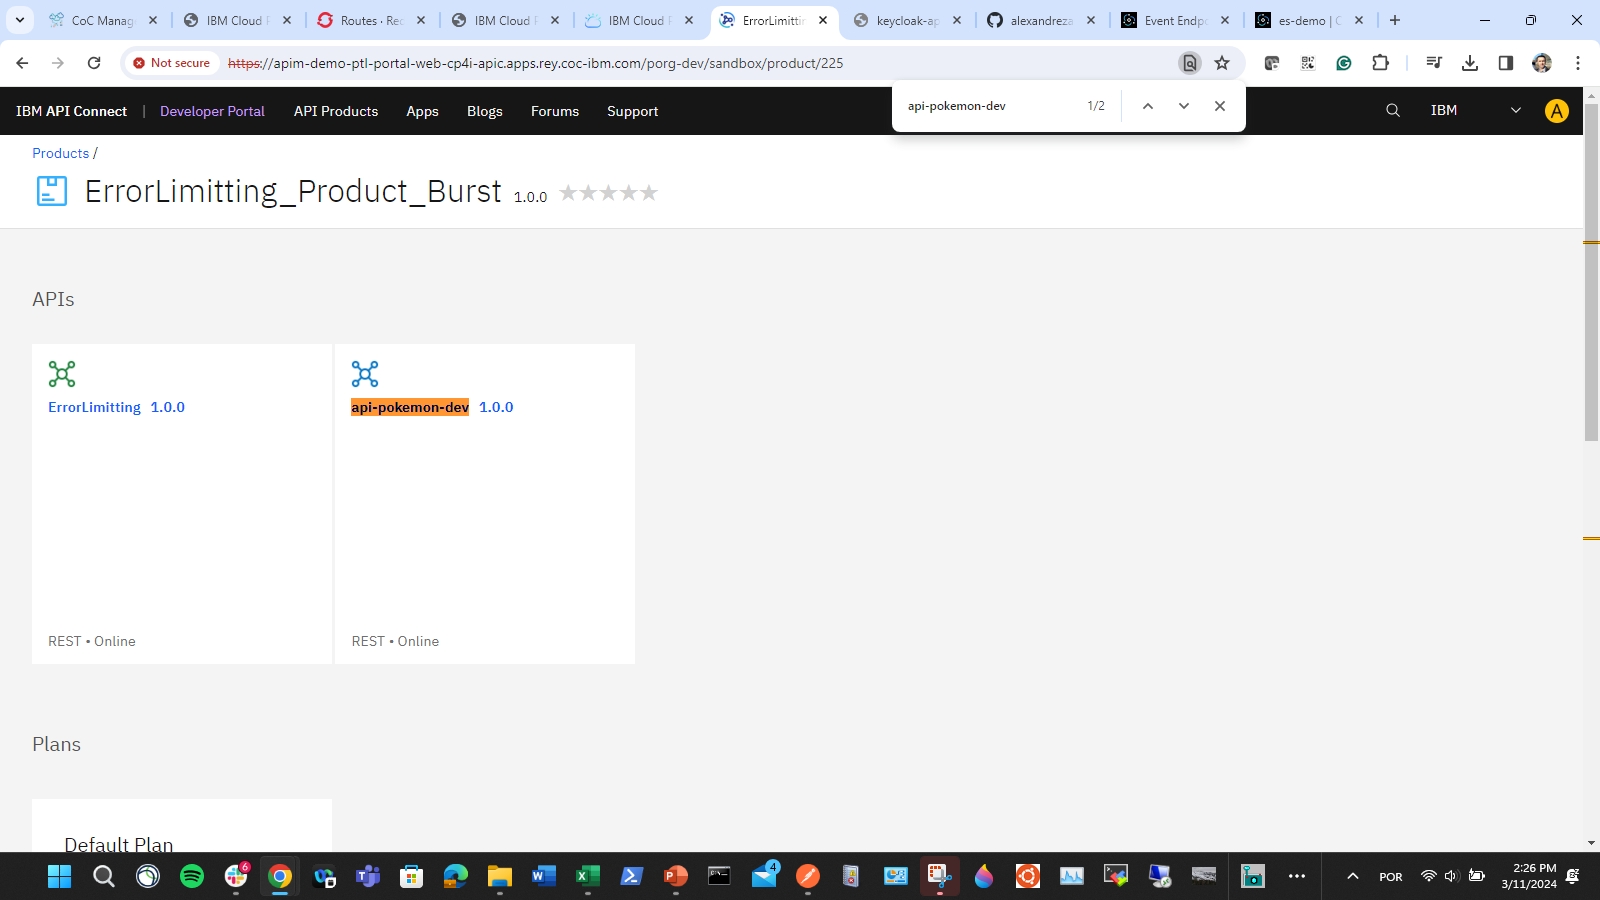 CoC Manag
IBM Cloud P
Routes · Rec
IBM Cloud P
IBM Cloud P
ErrorLimittin
keycloak-ap
alexandreza
Event Endpo
es-demo | C
Not secure
https://apim-demo-ptl-portal-web-cp4i-apic.apps.rey.coc-ibm.com/porg-dev/sandbox/product/225
api-pokemon-dev 1/2
IBM API Connect | Developer Portal API Products Apps Blogs Forums Support IBM A
Products /
ErrorLimitting_Product_Burst 1.0.0
APIs
ErrorLimitting 1.0.0
REST • Online
api-pokemon-dev 1.0.0
REST • Online
Plans
Default Plan
6
4
POR
2:26 PM
3/11/2024